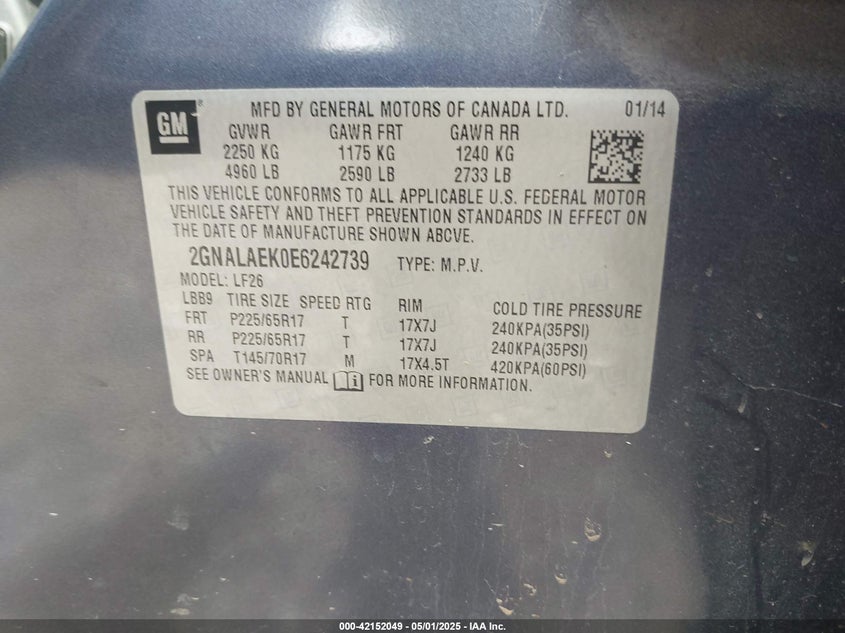 GM ® MFD BY GENERAL MOTORS OF CANADA LTD. 01/14
GVWR GAWR FRT GAWR RR
2250 KG 1175 KG 1240 KG
4960 LB 2590 LB 2733 LB
THIS VEHICLE CONFORMS TO ALL APPLICABLE U.S. FEDERAL MOTOR
VEHICLE SAFETY AND THEFT PREVENTION STANDARDS IN EFFECT ON
THE DATE OF MANUFACTURE SHOWN ABOVE.
2GNALAEK0E6242739 TYPE: M.P.V.
MODEL: LF26
LBB9 TIRE SIZE SPEED RTG RIM COLD TIRE PRESSURE
FRT P225/65R17 T 17X7J 240KPA(35PSI)
RR P225/65R17 T 17X7J 240KPA(35PSI)
SPA T145/70R17 M 17X4.5T 420KPA(60PSI)
SEE OWNER'S MANUAL FOR MORE INFORMATION.
000-42152049 - 05/01/2025 - IAA Inc.